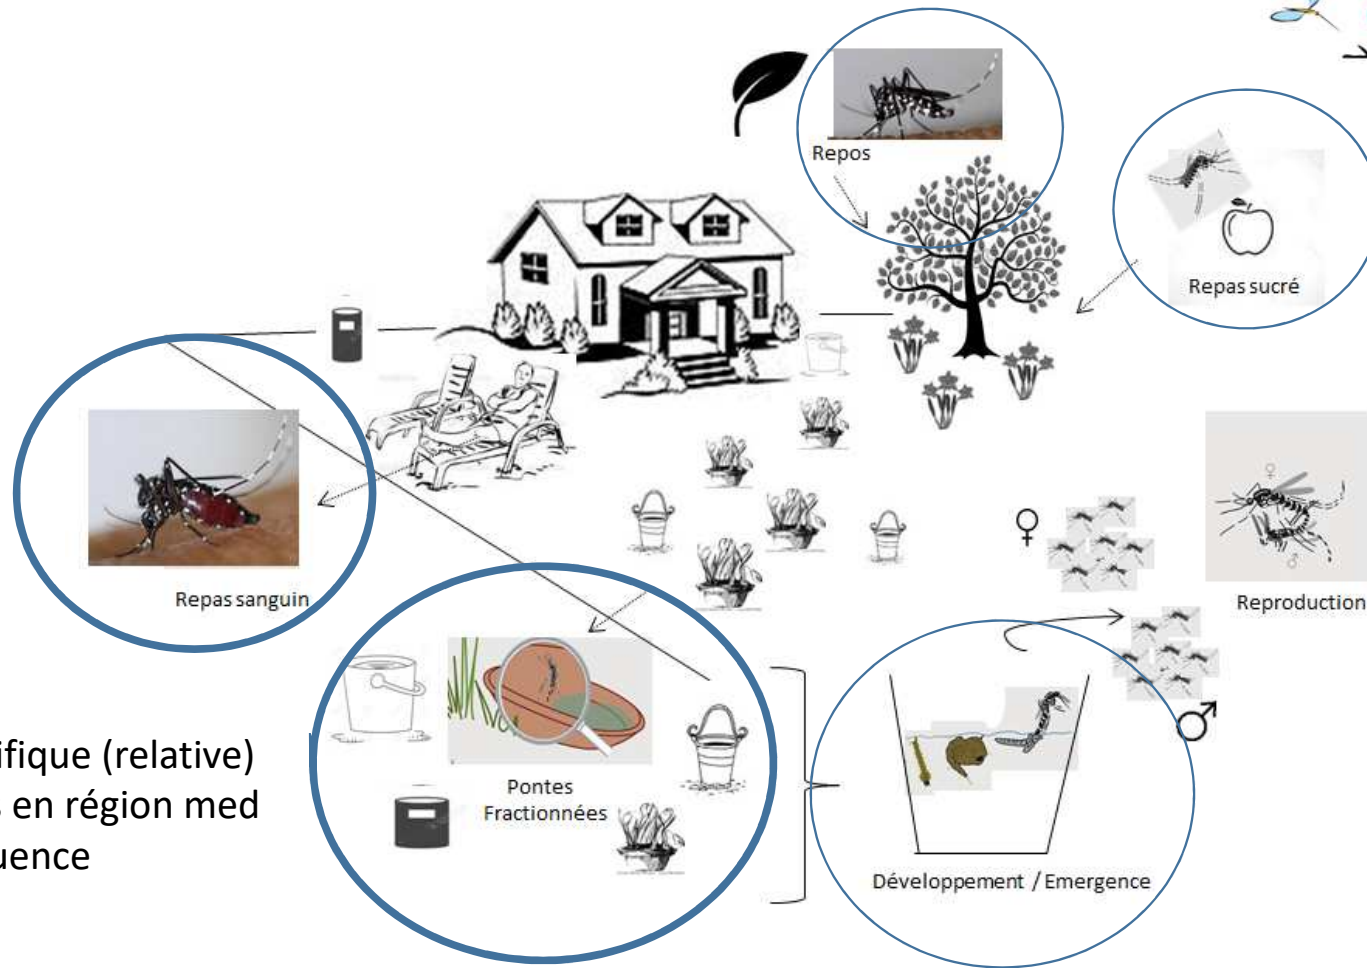 Repos
Repas sucré
Repas sanguin
Reproduction
Pontes
Fractionnées
Développement / Emergence
ifique (relative)
s en région med
uence
♀
♂
♀
♂